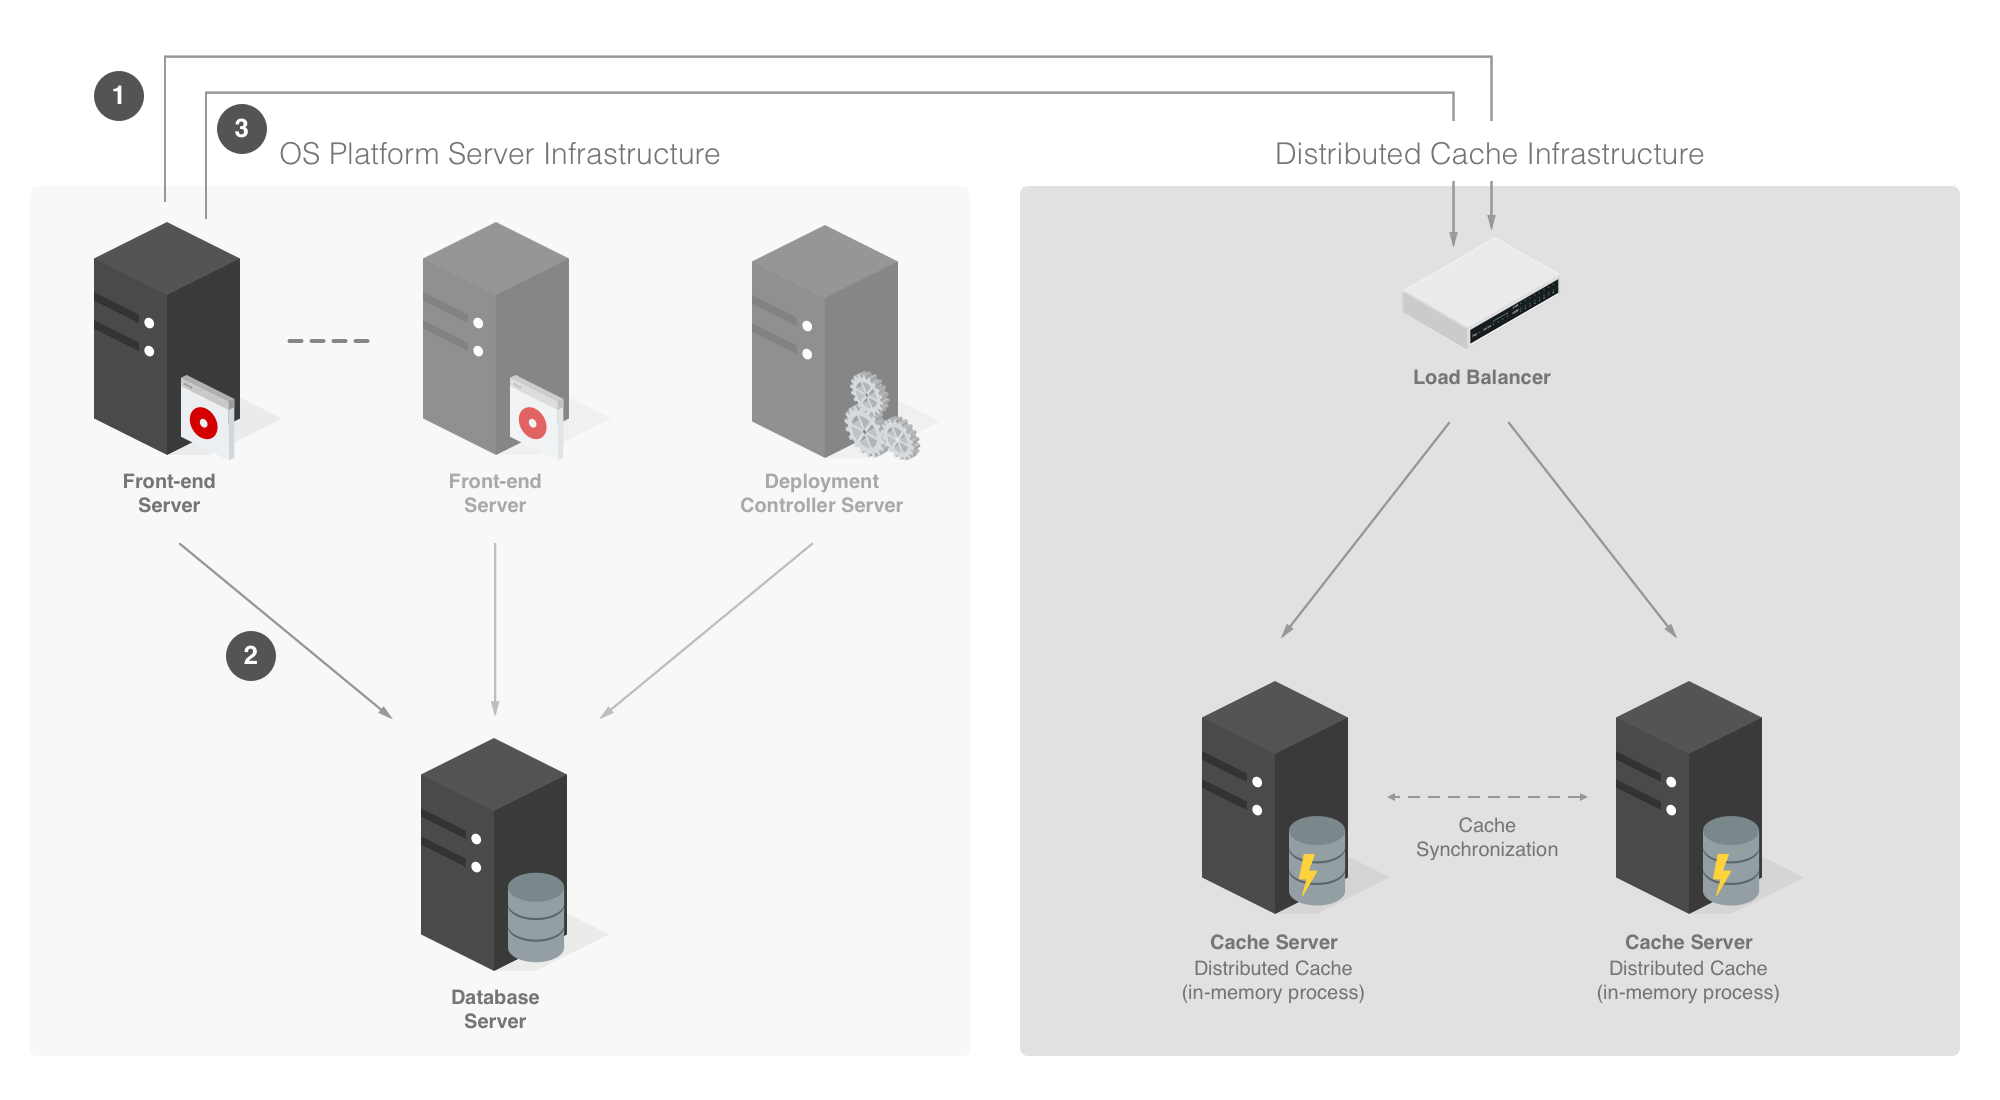 1
3
OS Platform Server Infrastructure
Distributed Cache Infrastructure
Load Balancer
Front-end
Server
Front-end
Server
Deployment
Controller Server
2
Cache
Synchronization
Cache Server
Distributed Cache
(in-memory process)
Cache Server
Distributed Cache
(in-memory process)
Database
Server